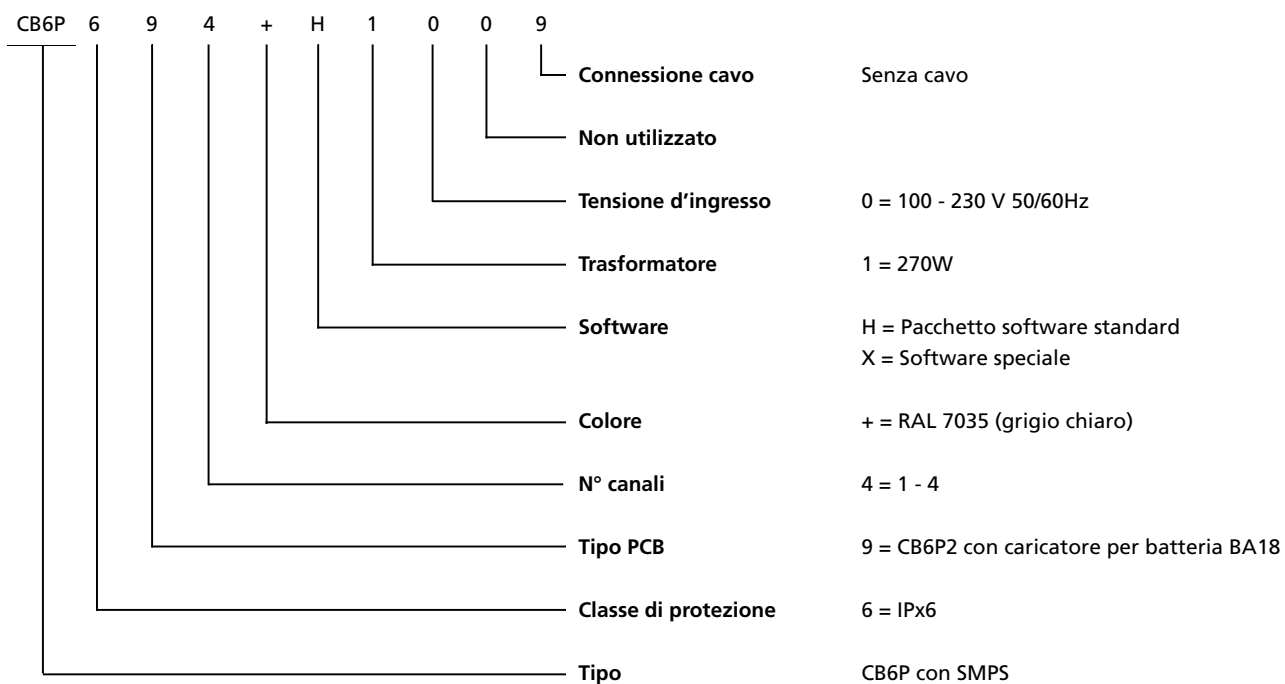 CB6P 6 9 4 + H 1 0 0 9
Connessione cavo Senza cavo
Non utilizzato
Tensione d’ingresso 0 = 100 - 230 V 50/60Hz
Trasformatore 1 = 270W
Software H = Pacchetto software standard
X = Software speciale
Colore + = RAL 7035 (grigio chiaro)
N° canali 4 = 1 - 4
Tipo PCB 9 = CB6P2 con caricatore per batteria BA18
Classe di protezione 6 = IPx6
Tipo CB6P con SMPS